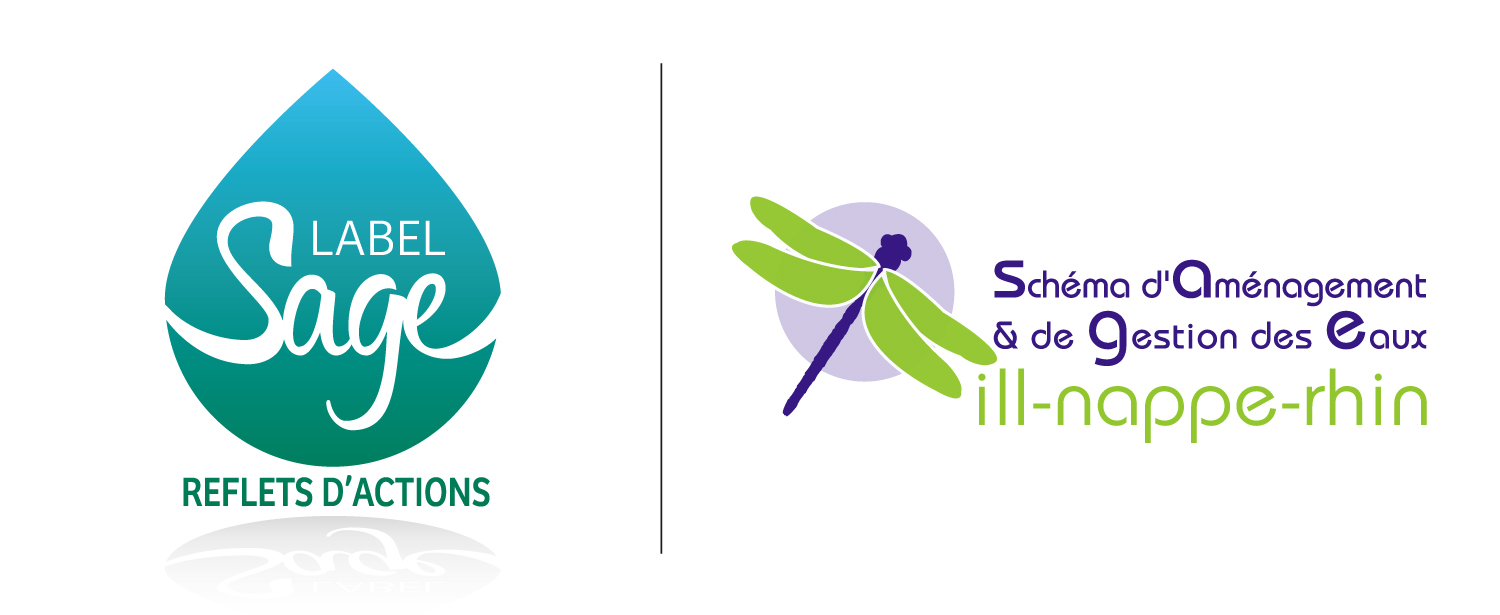 LABEL
Sage
REFLETS D’ACTIONS
Schéma d'aménagement
& de gestion des eaux
ill-nappe-rhin